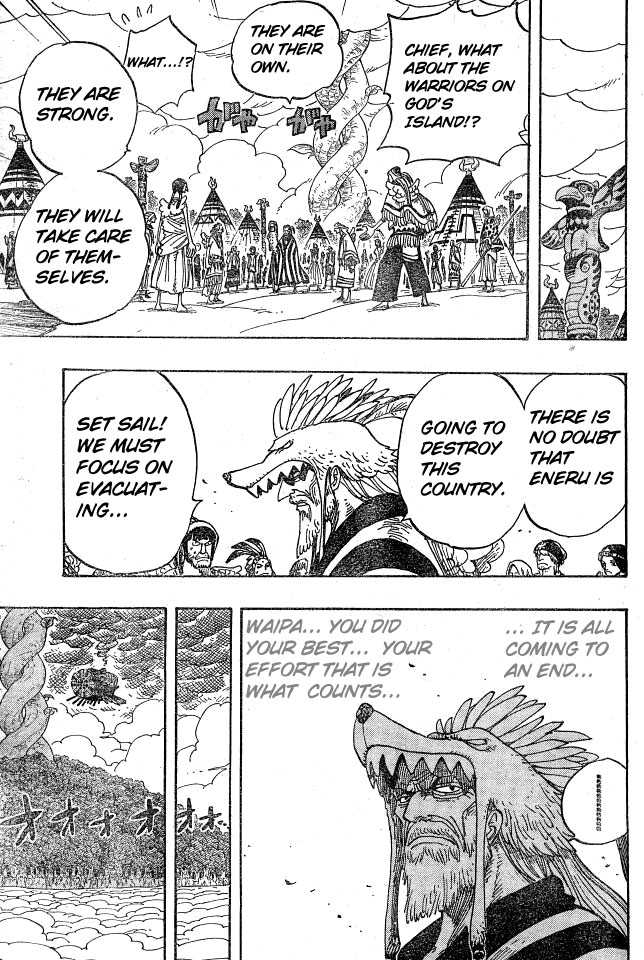 CHIEF, WHAT
ABOUT THE
WARRIORS ON
GOD'S
ISLAND!?
THEY ARE
ON THEIR
OWN.
WHAT...!?
THEY ARE
STRONG.
THEY WILL
TAKE CARE
OF THEM-
SELVES.
ガヤ
ガヤ
THERE IS
NO DOUBT
THAT
ENERU IS
GOING TO
DESTROY
THIS
COUNTRY.
SET SAIL!
WE MUST
FOCUS ON
EVACUAT-
ING...
... IT IS ALL
COMING TO
AN END...
WAIPA... YOU DID
YOUR BEST... YOUR
EFFORT THAT IS
WHAT COUNTS...
オオオオオオ